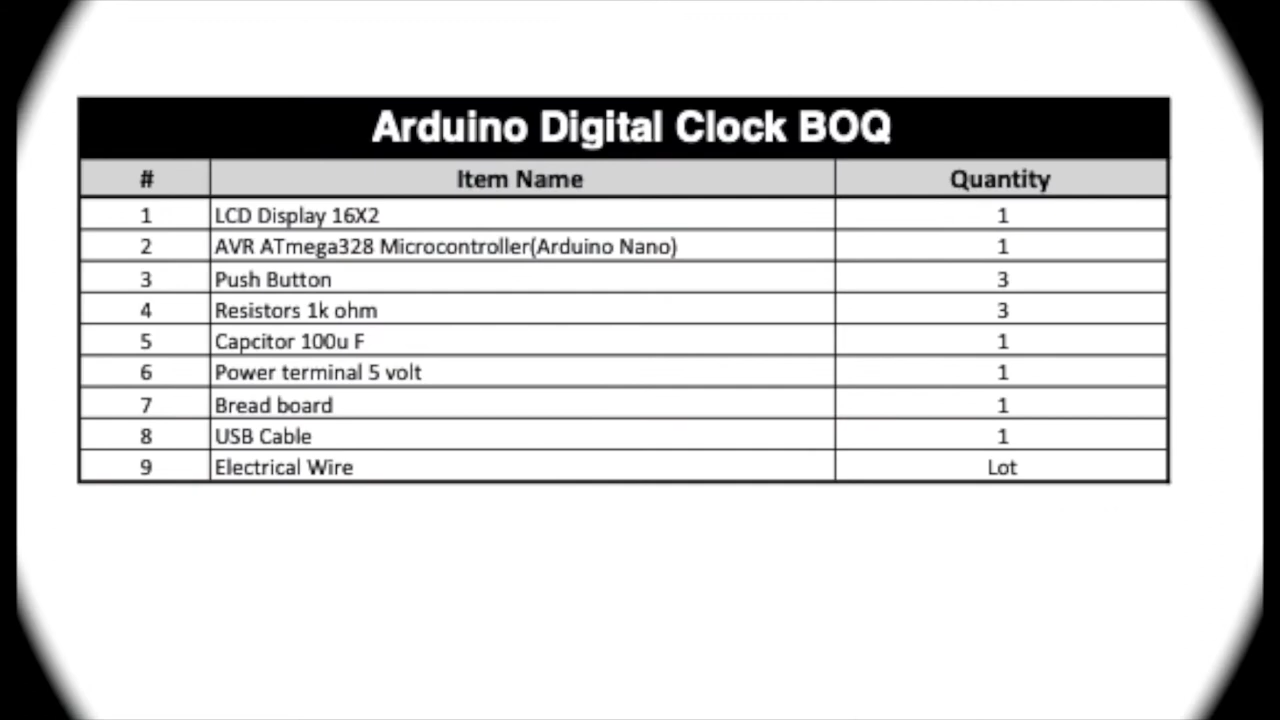 Arduino Digital Clock BOQ
# Item Name Quantity
1 LCD Display 16X2 1
2 AVR ATmega328 Microcontroller(Arduino Nano) 1
3 Push Button 3
4 Resistors 1k ohm 3
5 Capcitor 100u F 1
6 Power terminal 5 volt 1
7 Bread board 1
8 USB Cable 1
9 Electrical Wire Lot